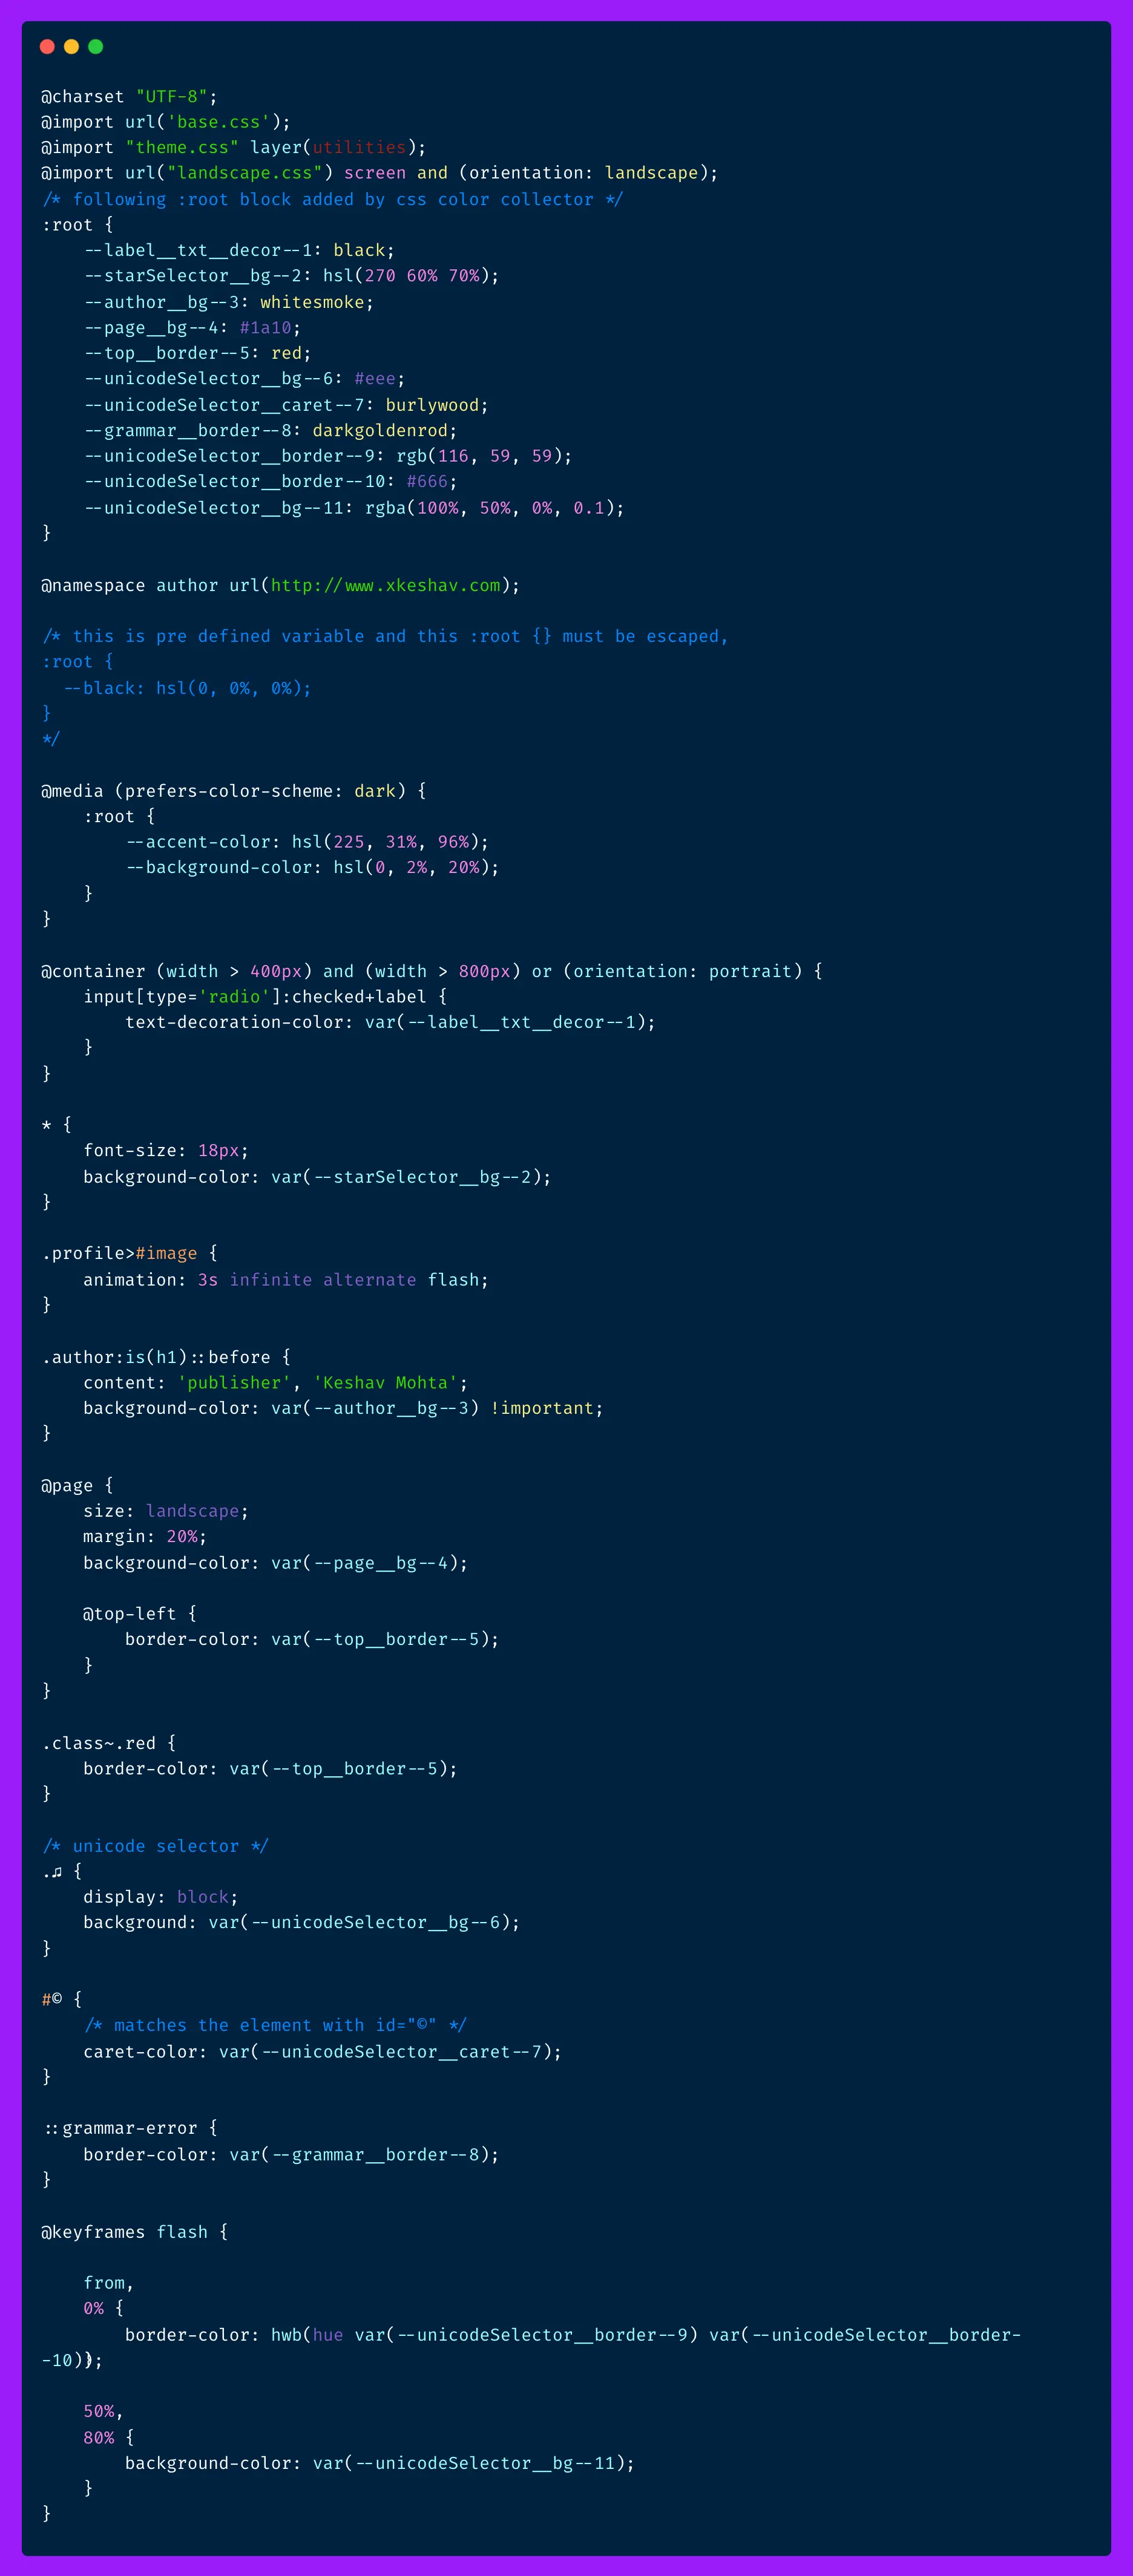 @charset "UTF-8";
@import url('base.css');
@import "theme.css" layer(utilities);
@import url("landscape.css") screen and (orientation: landscape);
/* following :root block added by css color collector */
:root {
    --label__txt__decor--1: black;
    --starSelector__bg--2: hsl(270 60% 70%);
    --author__bg--3: whitesmoke;
    --page__bg--4: #1a10;
    --top__border--5: red;
    --unicodeSelector__bg--6: #eee;
    --unicodeSelector__caret--7: burlywood;
    --grammar__border--8: darkgoldenrod;
    --unicodeSelector__border--9: rgb(116, 59, 59);
    --unicodeSelector__border--10: #666;
    --unicodeSelector__bg--11: rgba(100%, 50%, 0%, 0.1);
}

@namespace author url(http://www.xkeshav.com);

/* this is pre defined variable and this :root {} must be escaped,
:root {
  --black: hsl(0, 0%, 0%);
}
*/

@media (prefers-color-scheme: dark) {
    :root {
        --accent-color: hsl(225, 31%, 96%);
        --background-color: hsl(0, 2%, 20%);
    }
}

@container (width > 400px) and (width > 800px) or (orientation: portrait) {
    input[type='radio']:checked+label {
        text-decoration-color: var(--label__txt__decor--1);
    }
}

* {
    font-size: 18px;
    background-color: var(--starSelector__bg--2);
}

.profile>#image {
    animation: 3s infinite alternate flash;
}

.author:is(h1)::before {
    content: 'publisher', 'Keshav Mohta';
    background-color: var(--author__bg--3) !important;
}

@page {
    size: landscape;
    margin: 20%;
    background-color: var(--page__bg--4);

    @top-left {
        border-color: var(--top__border--5);
    }
}

.class~.red {
    border-color: var(--top__border--5);
}

/* unicode selector */
.♫ {
    display: block;
    background: var(--unicodeSelector__bg--6);
}

#© {
    /* matches the element with id="©" */
    caret-color: var(--unicodeSelector__caret--7);
}

::grammar-error {
    border-color: var(--grammar__border--8);
}

@keyframes flash {

    from,
    0% {
        border-color: hwb(hue var(--unicodeSelector__border--9) var(--unicodeSelector__border-
-10));
    }

    50%,
    80% {
        background-color: var(--unicodeSelector__bg--11);
    }
}